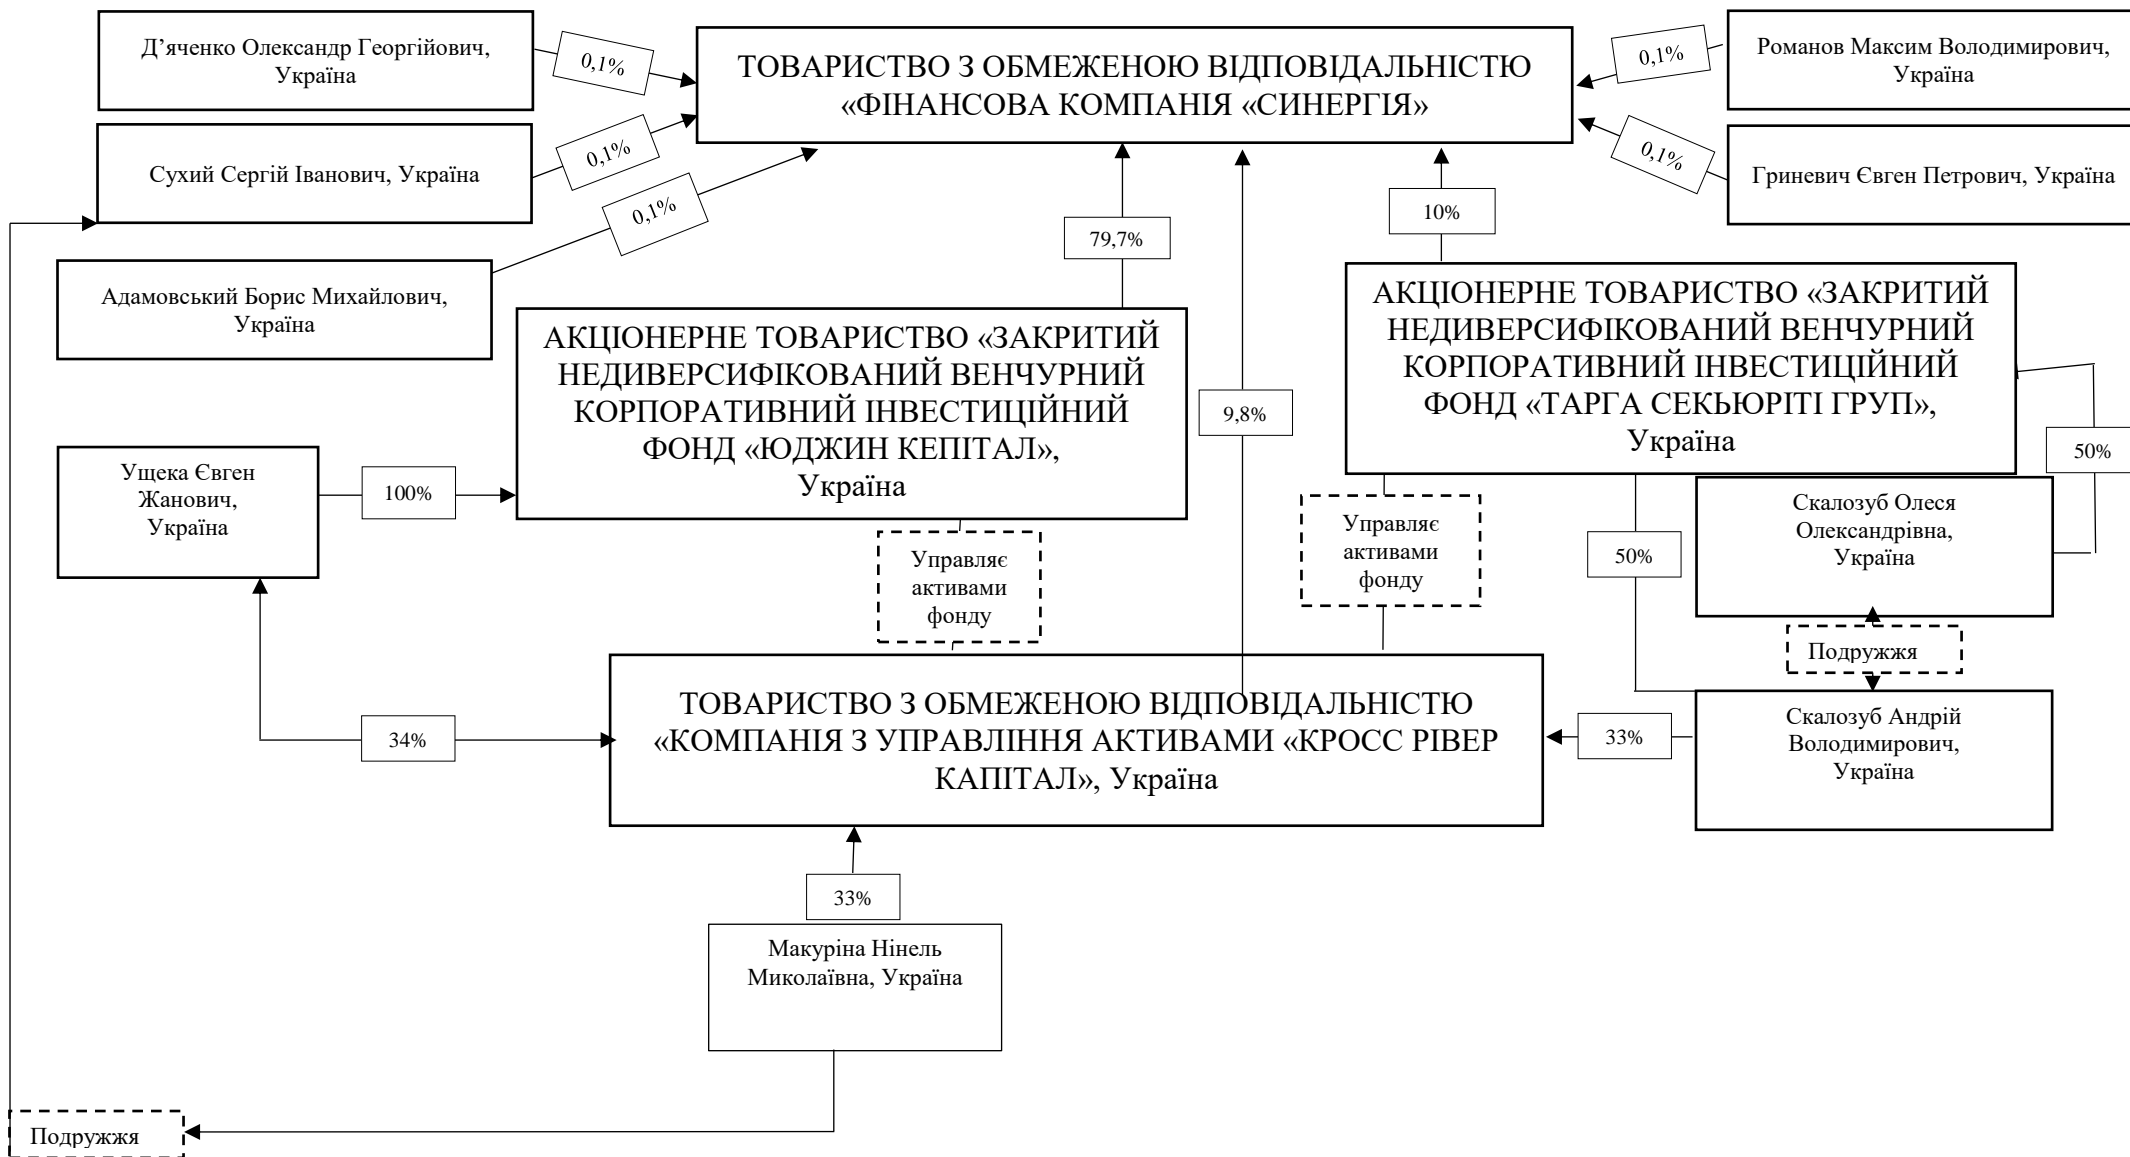 Д’яченко Олександр Георгійович,
Україна
0,1%
ТОВАРИСТВО З ОБМЕЖЕНОЮ ВІДПОВІДАЛЬНІСТЮ
«ФІНАНСОВА КОМПАНІЯ «СИНЕРГІЯ»
0,1%
Романов Максим Володимирович,
Україна
Сухий Сергій Іванович, Україна
0,1%
0,1%
Гриневич Євген Петрович, Україна
0,1%
79,7%
10%
Адамовський Борис Михайлович,
Україна
АКЦІОНЕРНЕ ТОВАРИСТВО «ЗАКРИТИЙ
НЕДИВЕРСИФІКОВАНИЙ ВЕНЧУРНИЙ
КОРПОРАТИВНИЙ ІНВЕСТИЦІЙНИЙ
ФОНД «ЮДЖИН КЕПІТАЛ»,
Україна
9,8%
АКЦІОНЕРНЕ ТОВАРИСТВО «ЗАКРИТИЙ
НЕДИВЕРСИФІКОВАНИЙ ВЕНЧУРНИЙ
КОРПОРАТИВНИЙ ІНВЕСТИЦІЙНИЙ
ФОНД «ТАРГА СЕКЬЮРІТІ ГРУП»,
Україна
50%
Ущека Євген
Жанович,
Україна
100%
Управляє
активами
фонду
Управляє
активами
фонду
50%
Скалозуб Олеся
Олександрівна,
Україна
Подружжя
34%
ТОВАРИСТВО З ОБМЕЖЕНОЮ ВІДПОВІДАЛЬНІСТЮ
«КОМПАНІЯ З УПРАВЛІННЯ АКТИВАМИ «КРОСС РІВЕР
КАПІТАЛ», Україна
33%
Скалозуб Андрій
Володимирович,
Україна
33%
Макуріна Нінель
Миколаївна, Україна
Подружжя